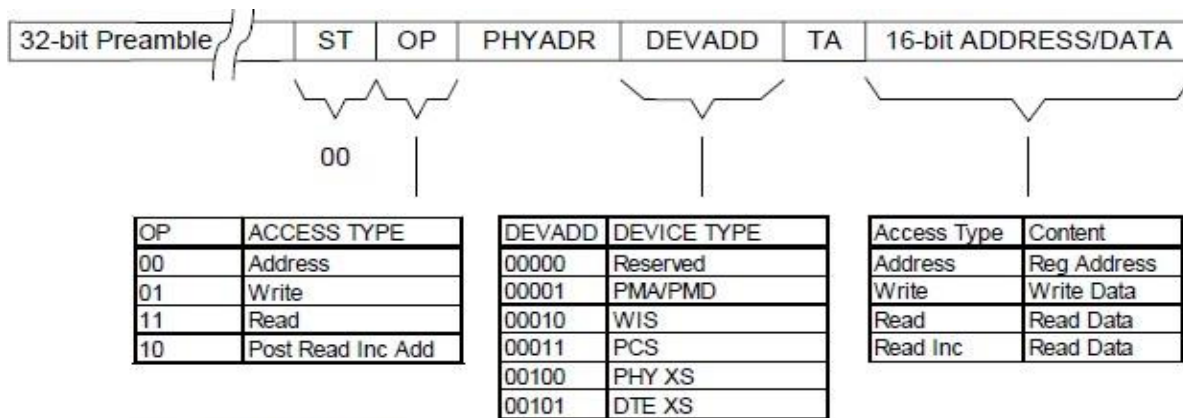 32-bit Preamble ST OP PHYADR DEVADD TA 16-bit ADDRESS/DATA
00
OP ACCESS TYPE
00 Address
01 Write
11 Read
10 Post Read Inc Add
DEVADD DEVICE TYPE
00000 Reserved
00001 PMA/PMD
00010 WIS
00011 PCS
00100 PHY XS
00101 DTE XS
Access Type Content
Address Reg Address
Write Write Data
Read Read Data
Read Inc Read Data